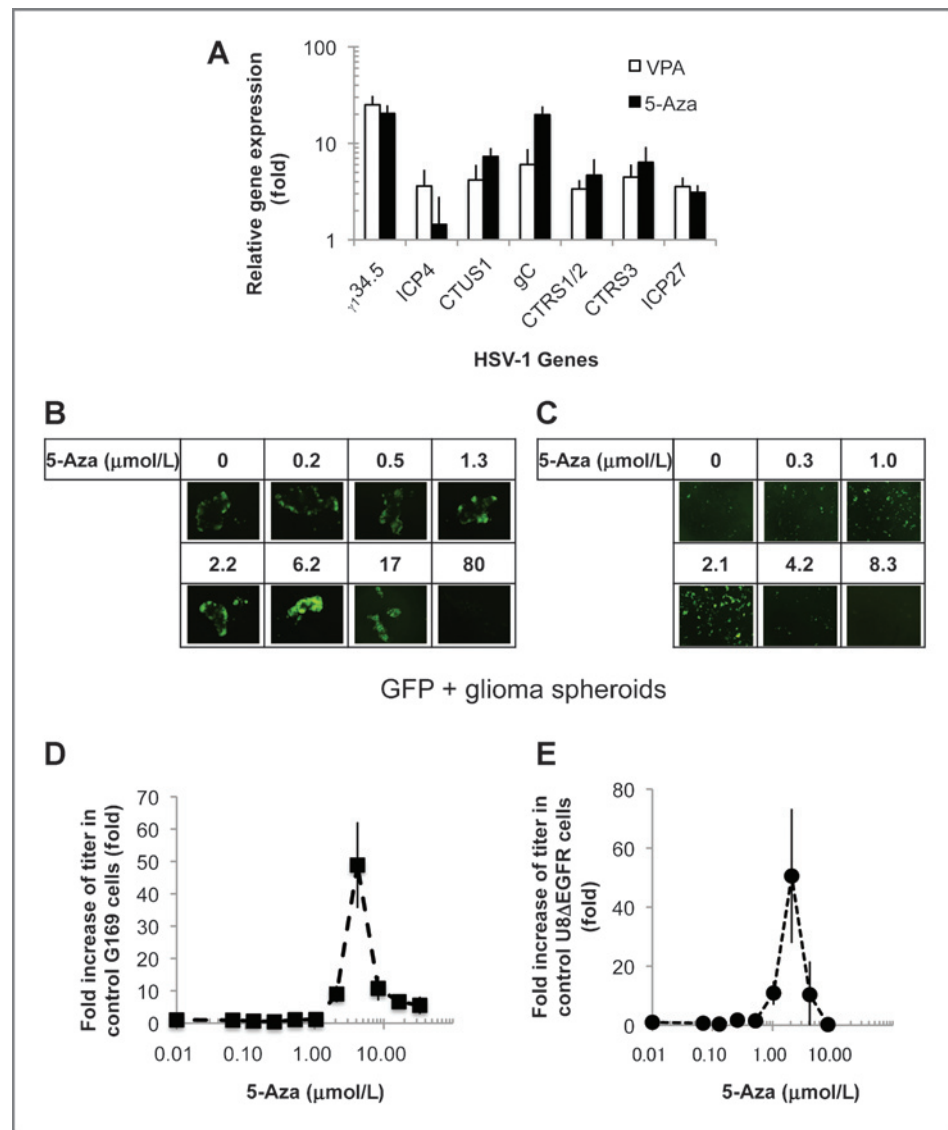 A
100
10
1
Relative gene expression
(fold)
VPA
5-Aza
γ₁34.5
ICP4
CTUS1
gC
CTRS1/2
CTRS3
ICP27
HSV-1 Genes
B
5-Aza (μmol/L) 0 0.2 0.5 1.3
2.2 6.2 17 80
C
5-Aza (μmol/L) 0 0.3 1.0
2.1 4.2 8.3
GFP + glioma spheroids
D
Fold increase of titer in
control G169 cells (fold)
70
60
50
40
30
20
10
0
0.01 0.10 1.00 10.00
5-Aza (μmol/L)
E
Fold increase of titer in
control U8ΔEGFR cells
(fold)
80
60
40
20
0
0.01 0.10 1.00 10.00
5-Aza (μmol/L)